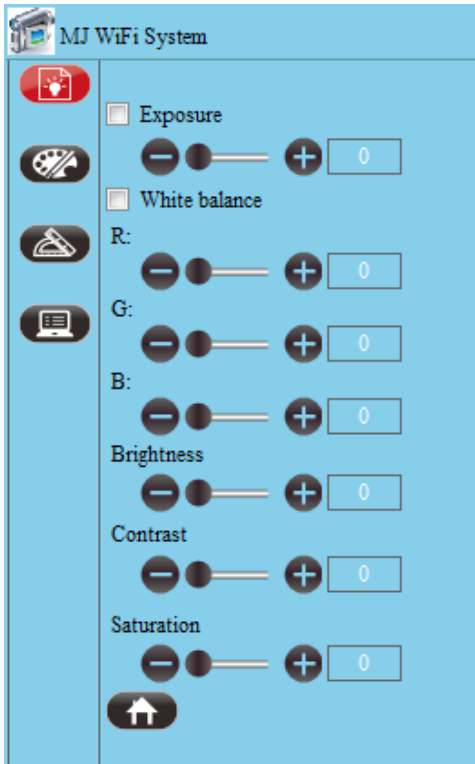 MJ WiFi System
Exposure
0
White balance
R:
0
G:
0
B:
0
Brightness
0
Contrast
0
Saturation
0